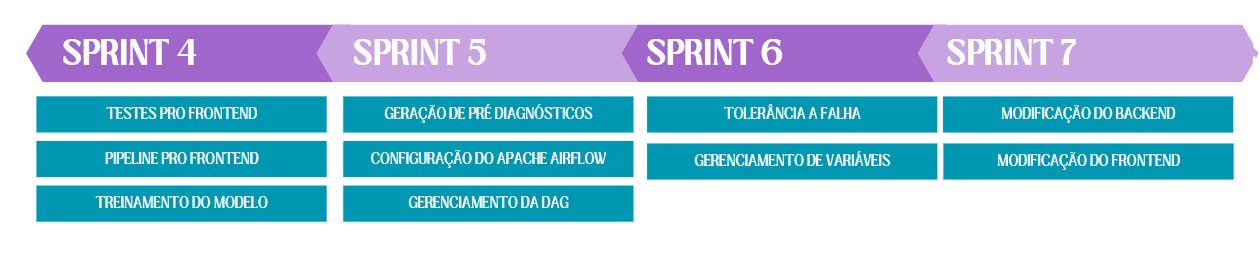 SPRINT 4
SPRINT 5
SPRINT 6
SPRINT 7
TESTES PRO FRONTEND
GERAÇÃO DE PRÉ DIAGNÓSTICOS
TOLERÂNCIA A FALHA
MODIFICAÇÃO DO BACKEND
PIPELINE PRO FRONTEND
CONFIGURAÇÃO DO APACHE AIRFLOW
GERENCIAMENTO DE VARIÁVEIS
MODIFICAÇÃO DO FRONTEND
TREINAMENTO DO MODELO
GERENCIAMENTO DA DAG